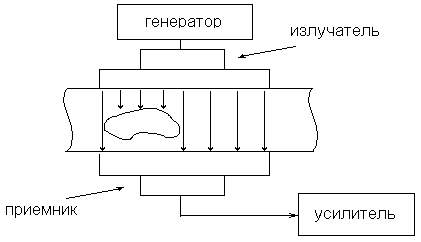 генератор
излучатель
приемник
усилитель